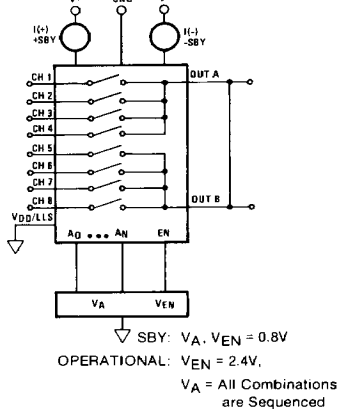 I(+)
+SBY
I(-)
-SBY
CH 1
CH 2
CH 3
CH 4
CH 5
CH 6
CH 7
CH 8
OUT A
OUT B
VDD/LLS
A0 ••• AN EN
VA VEN
SBY: VA, VEN = 0.8V
OPERATIONAL: VEN = 2.4V,
VA = All Combinations
are Sequenced